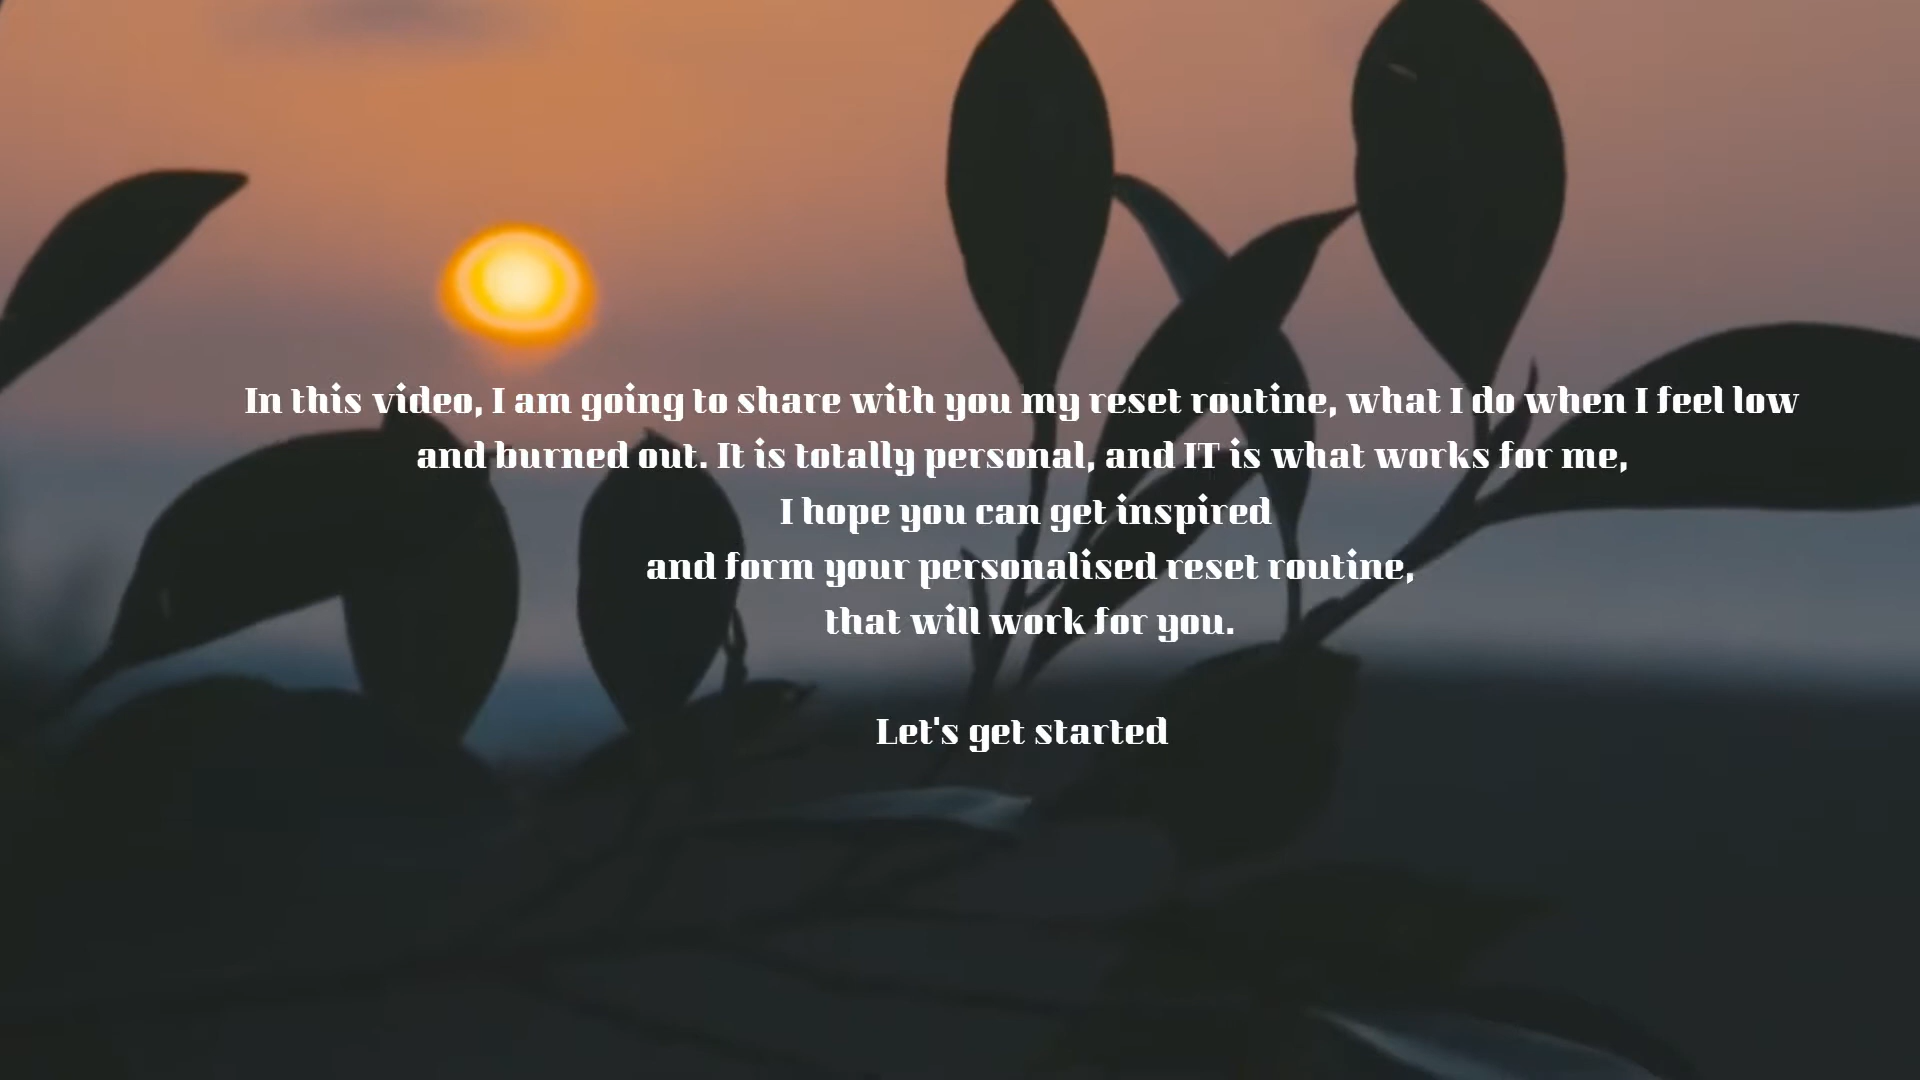 In this video, I am going to share with you my reset routine, what I do when I feel low
and burned out. It is totally personal, and IT is what works for me,
I hope you can get inspired
and form your personalised reset routine,
that will work for you.
Let's get started